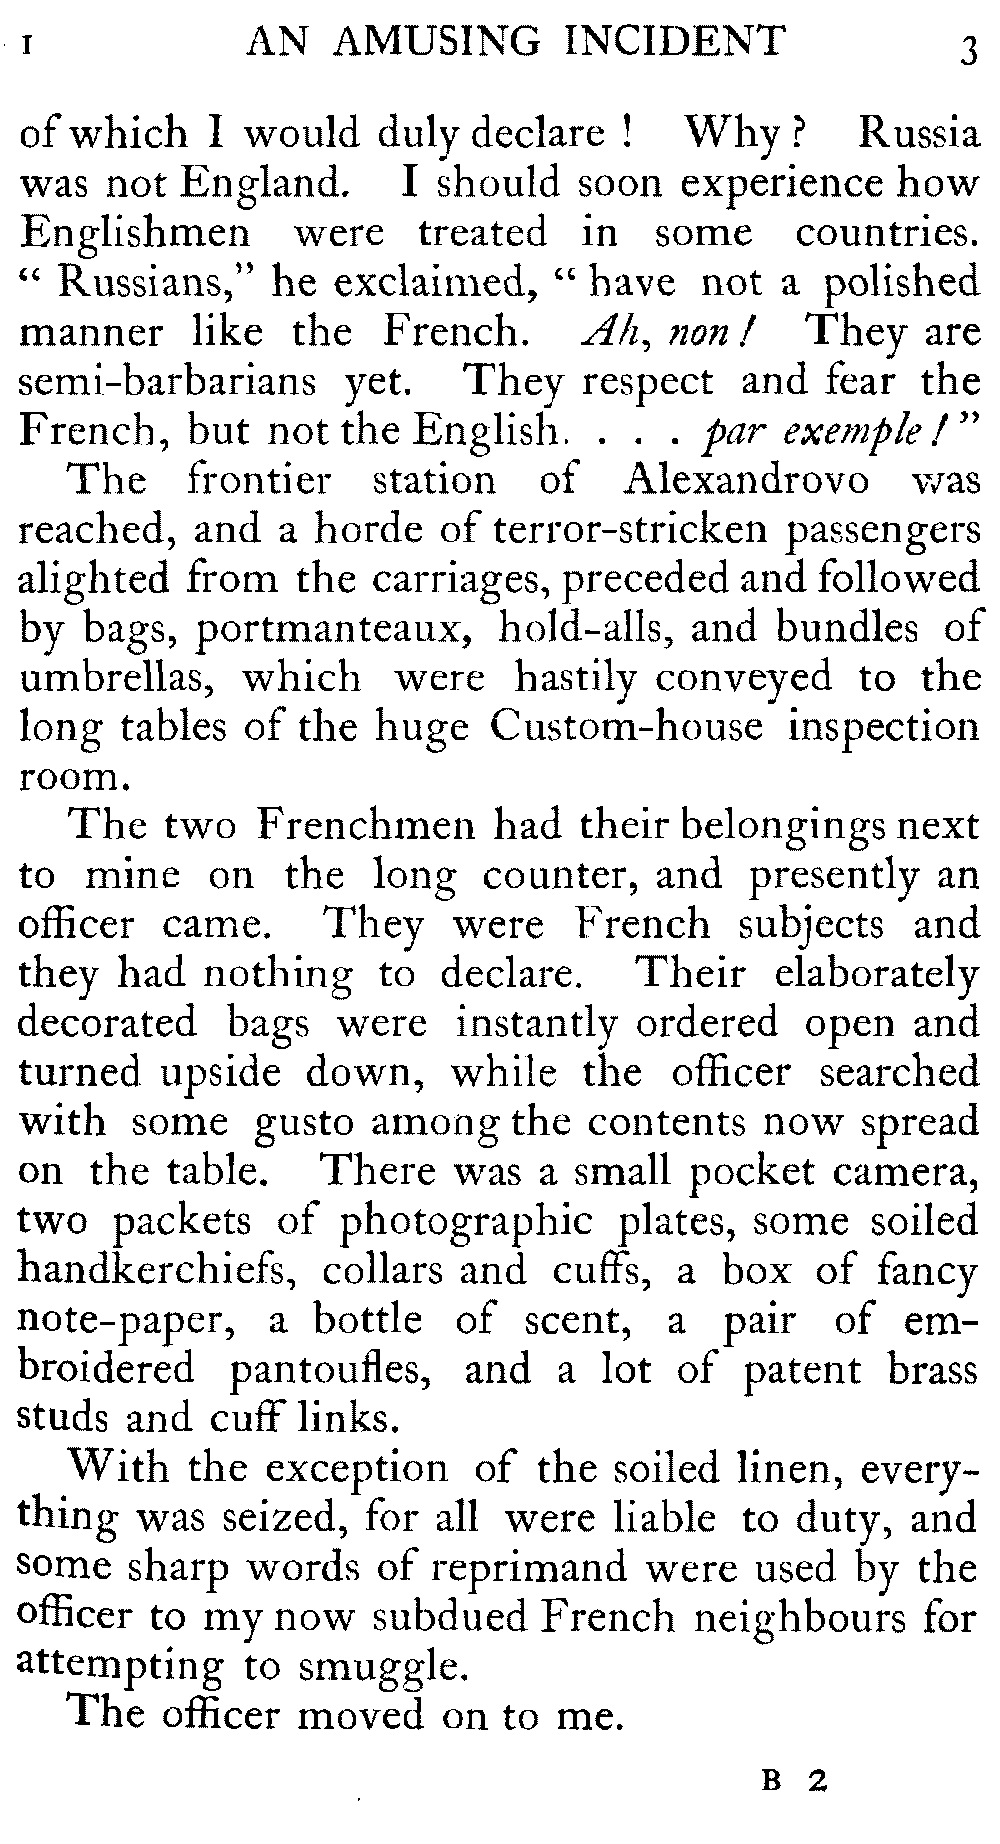 I AN AMUSING INCIDENT 3
of which I would duly declare ! Why ? Russia
was not England. I should soon experience how
Englishmen were treated in some countries.
“ Russians,” he exclaimed, “ have not a polished
manner like the French. Ah, non ! They are
semi-barbarians yet. They respect and fear the
French, but not the English. . . . par exemple ! ”
The frontier station of Alexandrovo was
reached, and a horde of terror-stricken passengers
alighted from the carriages, preceded and followed
by bags, portmanteaux, hold-alls, and bundles of
umbrellas, which were hastily conveyed to the
long tables of the huge Custom-house inspection
room.
The two Frenchmen had their belongings next
to mine on the long counter, and presently an
officer came. They were French subjects and
they had nothing to declare. Their elaborately
decorated bags were instantly ordered open and
turned upside down, while the officer searched
with some gusto among the contents now spread
on the table. There was a small pocket camera,
two packets of photographic plates, some soiled
handkerchiefs, collars and cuffs, a box of fancy
note-paper, a bottle of scent, a pair of em-
broidered pantoufles, and a lot of patent brass
studs and cuff links.
With the exception of the soiled linen, every-
thing was seized, for all were liable to duty, and
some sharp words of reprimand were used by the
officer to my now subdued French neighbours for
attempting to smuggle.
The officer moved on to me.
B 2